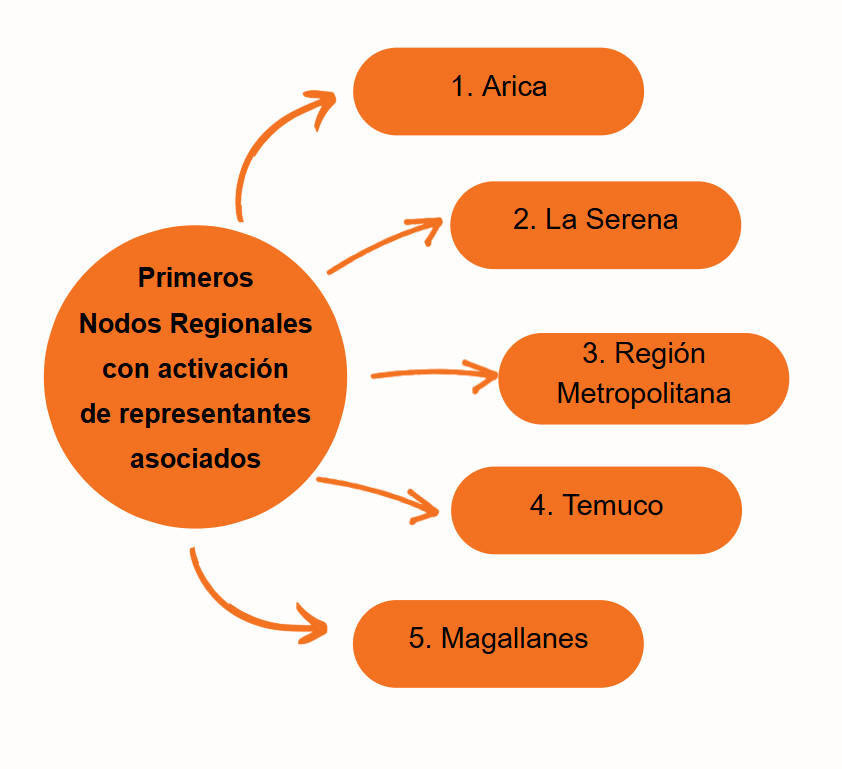 Primeros
Nodos Regionales
con activación
de representantes
asociados
1. Arica
2. La Serena
3. Región
Metropolitana
4. Temuco
5. Magallanes